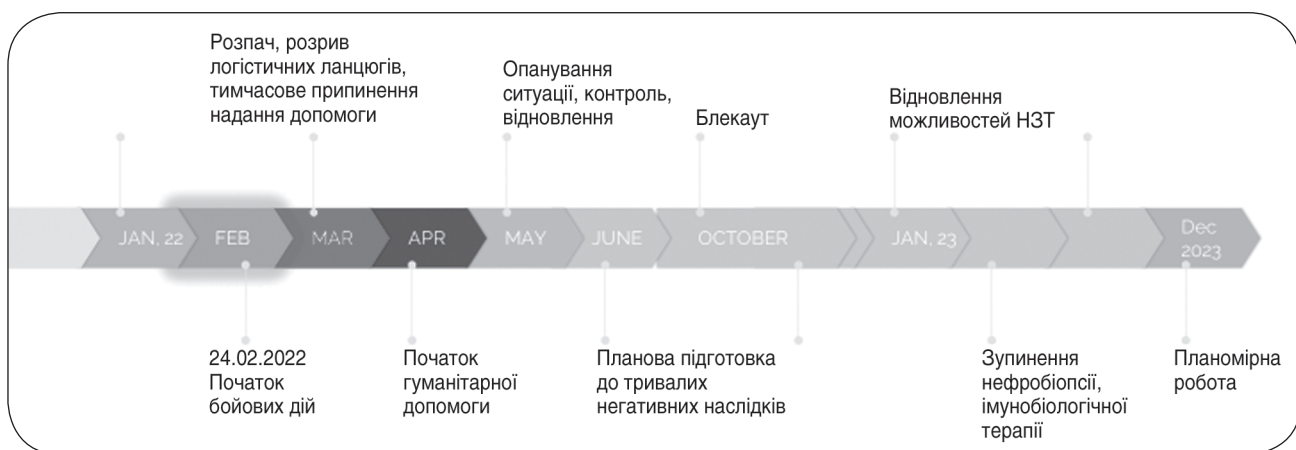 Розпач, розрив
логістичних ланцюгів,
тимчасове припинення
надання допомоги
Опанування
ситуації, контроль,
відновлення
Блекаут
Відновлення
можливостей НЗТ
JAN, 22
FEB
MAR
APR
MAY
JUNE
OCTOBER
JAN, 23
Dec
2023
24.02.2022
Початок
бойових дій
Початок
гуманітарної
допомоги
Планова підготовка
до тривалих
негативних наслідків
Зупинення
нефробіопсії,
імунобіологічної
терапії
Планомірна
робота